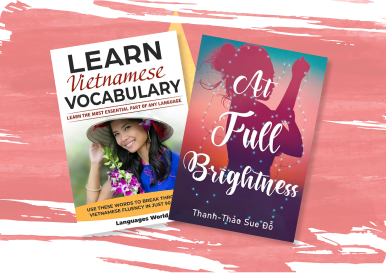 LEARN
Vietnamese
VOCABULARY
LEARN THE MOST ESSENTIAL PART OF ANY LANGUAGE
USE THESE WORDS TO BREAK THR
VIETNAMESE FLUENCY IN JUST
Languages World
At
Full
Brightness
Thanh-Thảo Sue Đỗ